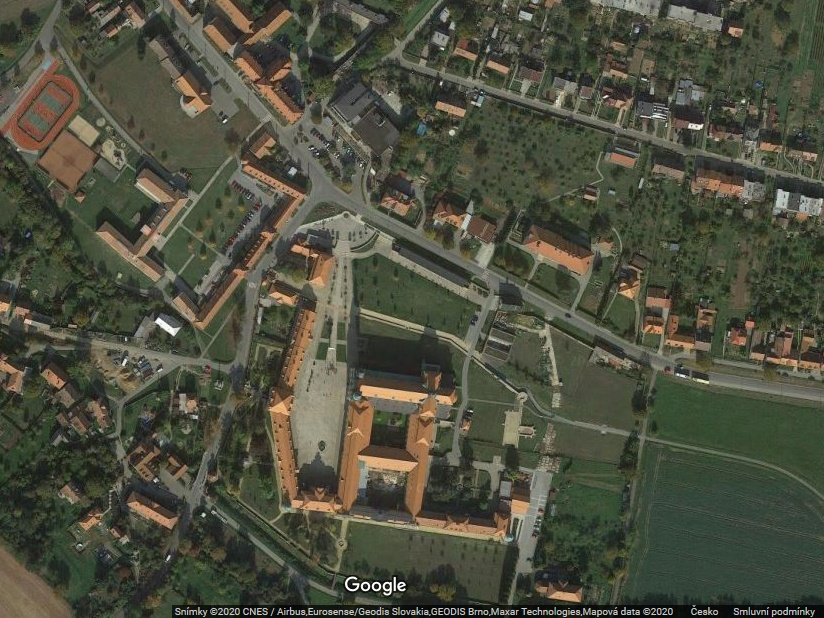 Google
Snímky ©2020 CNES / Airbus,Eurosense/Geodis Slovakia,GEODIS Brno,Maxar Technologies,Mapová data ©2020 Česko Smluvní podmínky